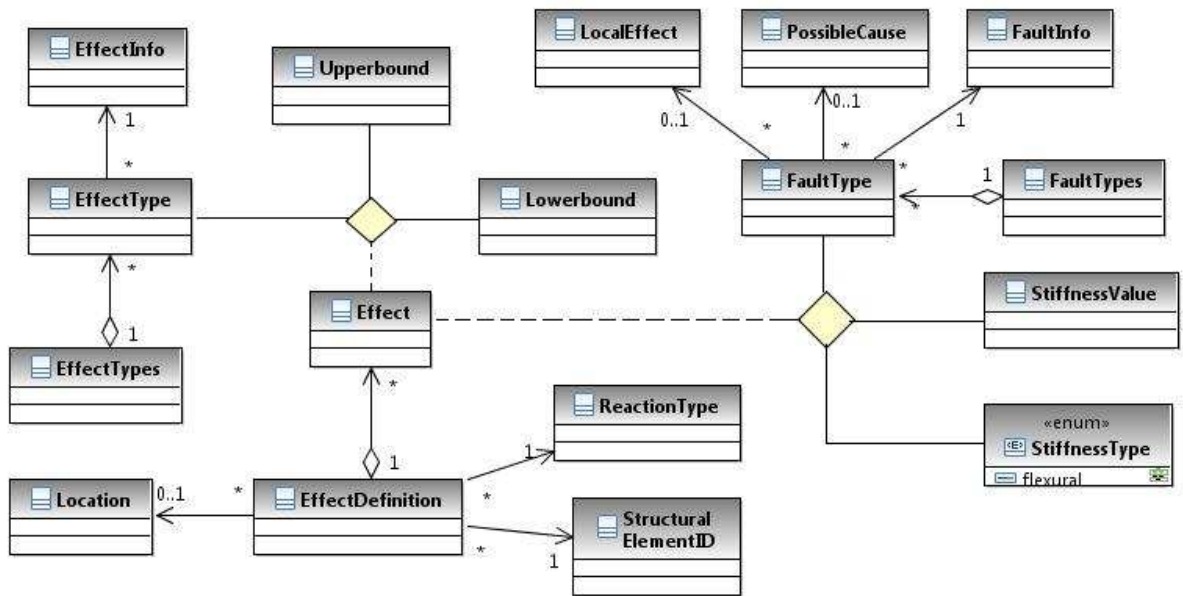 EffectInfo
1
*
EffectType
*
1
EffectTypes
Upperbound
Lowerbound
Effect
*
1
EffectDefinition
*
0..1
Location
ReactionType
1
*
*
1
Structural
ElementID
LocalEffect
PossibleCause
FaultInfo
0..1
*
0..1
*
1
*
FaultType
1
*
FaultTypes
StiffnessValue
«enum»
StiffnessType
flexural